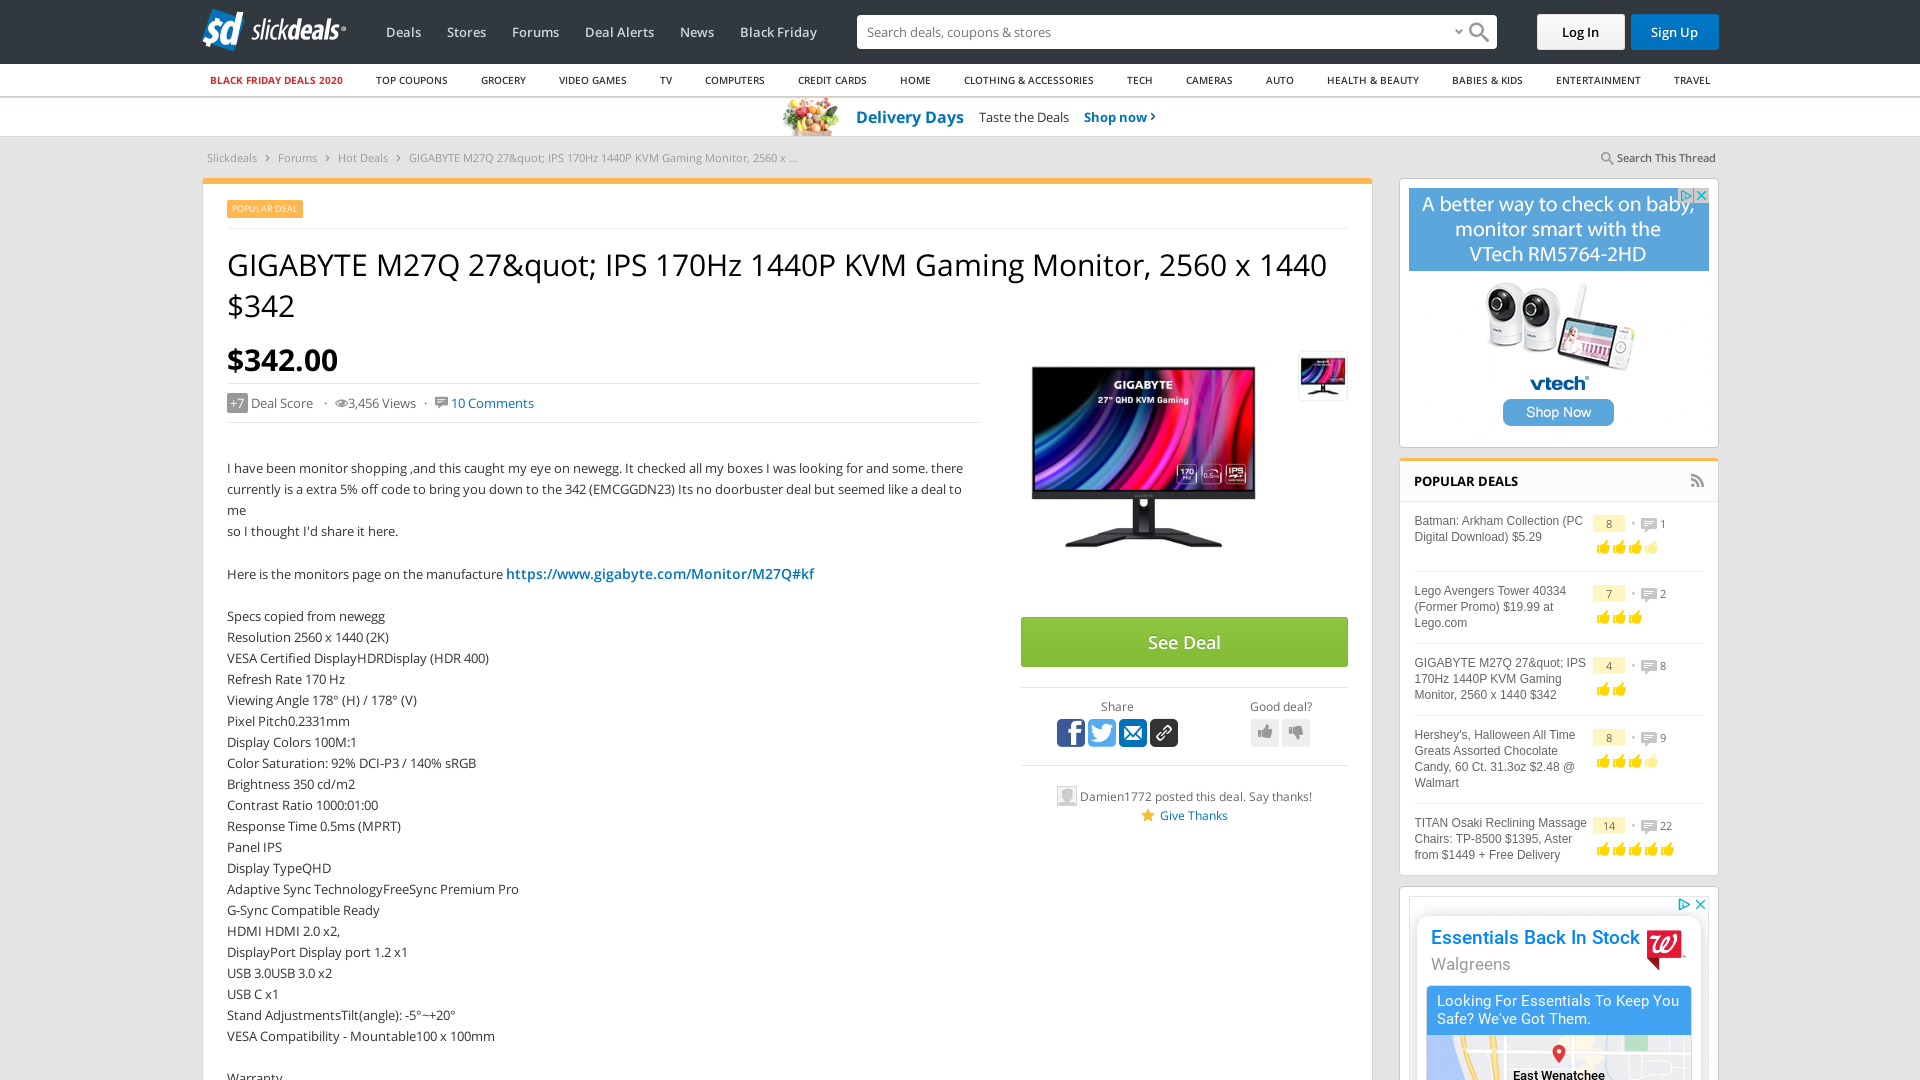 slickdeals
Deals
Stores
Forums
Deal Alerts
News
Black Friday
Search deals, coupons & stores
Log In
Sign Up
BLACK FRIDAY DEALS 2020
TOP COUPONS
GROCERY
VIDEO GAMES
TV
COMPUTERS
CREDIT CARDS
HOME
CLOTHING & ACCESSORIES
TECH
CAMERAS
AUTO
HEALTH & BEAUTY
BABIES & KIDS
ENTERTAINMENT
TRAVEL
Delivery Days Taste the Deals Shop now
Slickdeals > Forums > Hot Deals > GIGABYTE M27Q 27&quot; IPS 170Hz 1440P KVM Gaming Monitor, 2560 x ...
Search This Thread
POPULAR DEAL
GIGABYTE M27Q 27&quot; IPS 170Hz 1440P KVM Gaming Monitor, 2560 x 1440
$342
$342.00
+7 Deal Score · 3,456 Views · 10 Comments
I have been monitor shopping ,and this caught my eye on newegg. It checked all my boxes I was looking for and some. there
currently is a extra 5% off code to bring you down to the 342 (EMCGGDN23) Its no doorbuster deal but seemed like a deal to
me
so I thought I'd share it here.
Here is the monitors page on the manufacture https://www.gigabyte.com/Monitor/M27Q#kf
Specs copied from newegg
Resolution 2560 x 1440 (2K)
VESA Certified DisplayHDRDisplay (HDR 400)
Refresh Rate 170 Hz
Viewing Angle 178° (H) / 178° (V)
Pixel Pitch0.2331mm
Display Colors 100M:1
Color Saturation: 92% DCI-P3 / 140% sRGB
Brightness 350 cd/m2
Contrast Ratio 1000:01:00
Response Time 0.5ms (MPRT)
Panel IPS
Display TypeQHD
Adaptive Sync TechnologyFreeSync Premium Pro
G-Sync Compatible Ready
HDMI HDMI 2.0 x2,
DisplayPort Display port 1.2 x1
USB 3.0USB 3.0 x2
USB C x1
Stand AdjustmentsTilt(angle): -5°~+20°
VESA Compatibility - Mountable100 x 100mm
Warranty
GIGABYTE
27" QHD KVM Gaming
170
Hz
0.5ms
IPS
See Deal
Share
Good deal?
Damien1772 posted this deal. Say thanks!
Give Thanks
A better way to check on baby,
monitor smart with the
VTech RM5764-2HD
vtech
Shop Now
POPULAR DEALS
Batman: Arkham Collection (PC
Digital Download) $5.29
8 • 1
Lego Avengers Tower 40334
(Former Promo) $19.99 at
Lego.com
7 • 2
GIGABYTE M27Q 27&quot; IPS
170Hz 1440P KVM Gaming
Monitor, 2560 x 1440 $342
4 • 8
Hershey's, Halloween All Time
Greats Assorted Chocolate
Candy, 60 Ct. 31.3oz $2.48 @
Walmart
8 • 9
TITAN Osaki Reclining Massage
Chairs: TP-8500 $1395, Aster
from $1449 + Free Delivery
14 • 22
Essentials Back In Stock
Walgreens
Looking For Essentials To Keep You
Safe? We've Got Them.
East Wenatchee